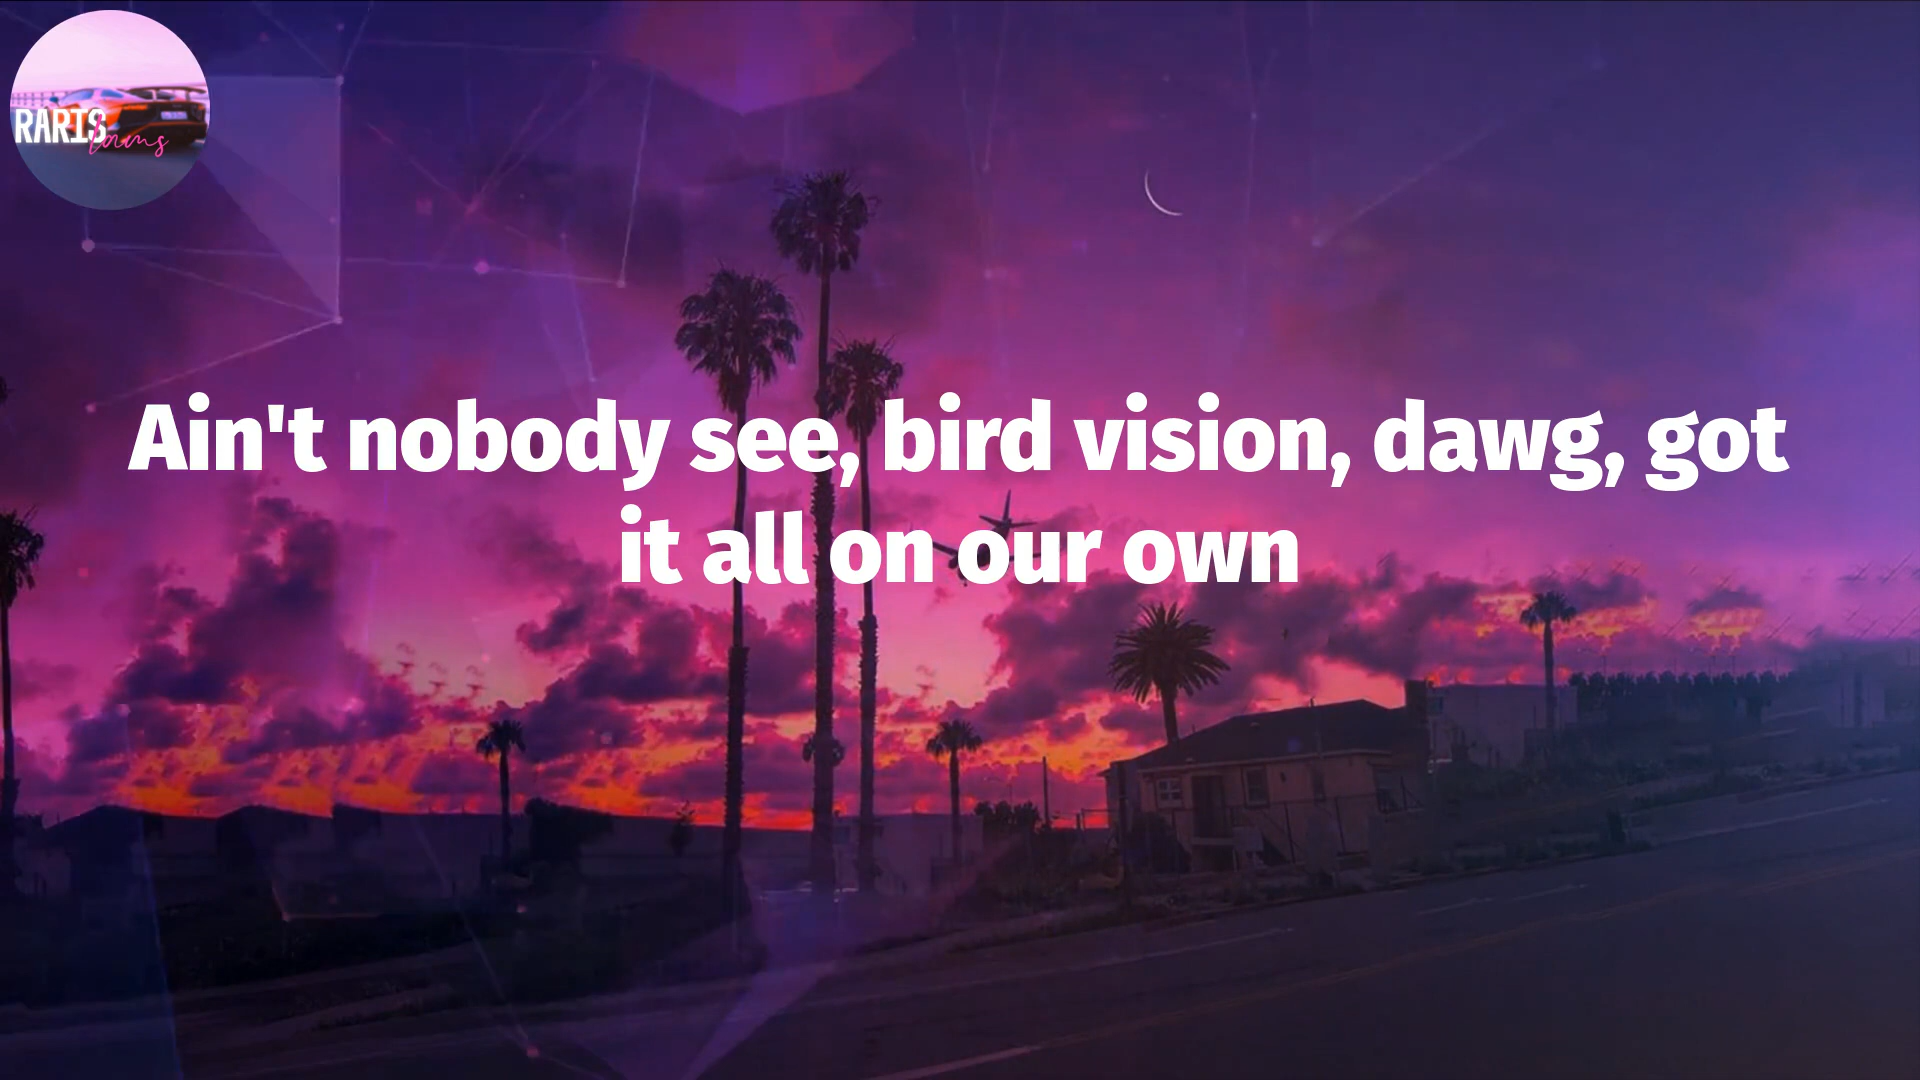 RARIS
Ain't nobody see, bird vision, dawg, got
it all on our own